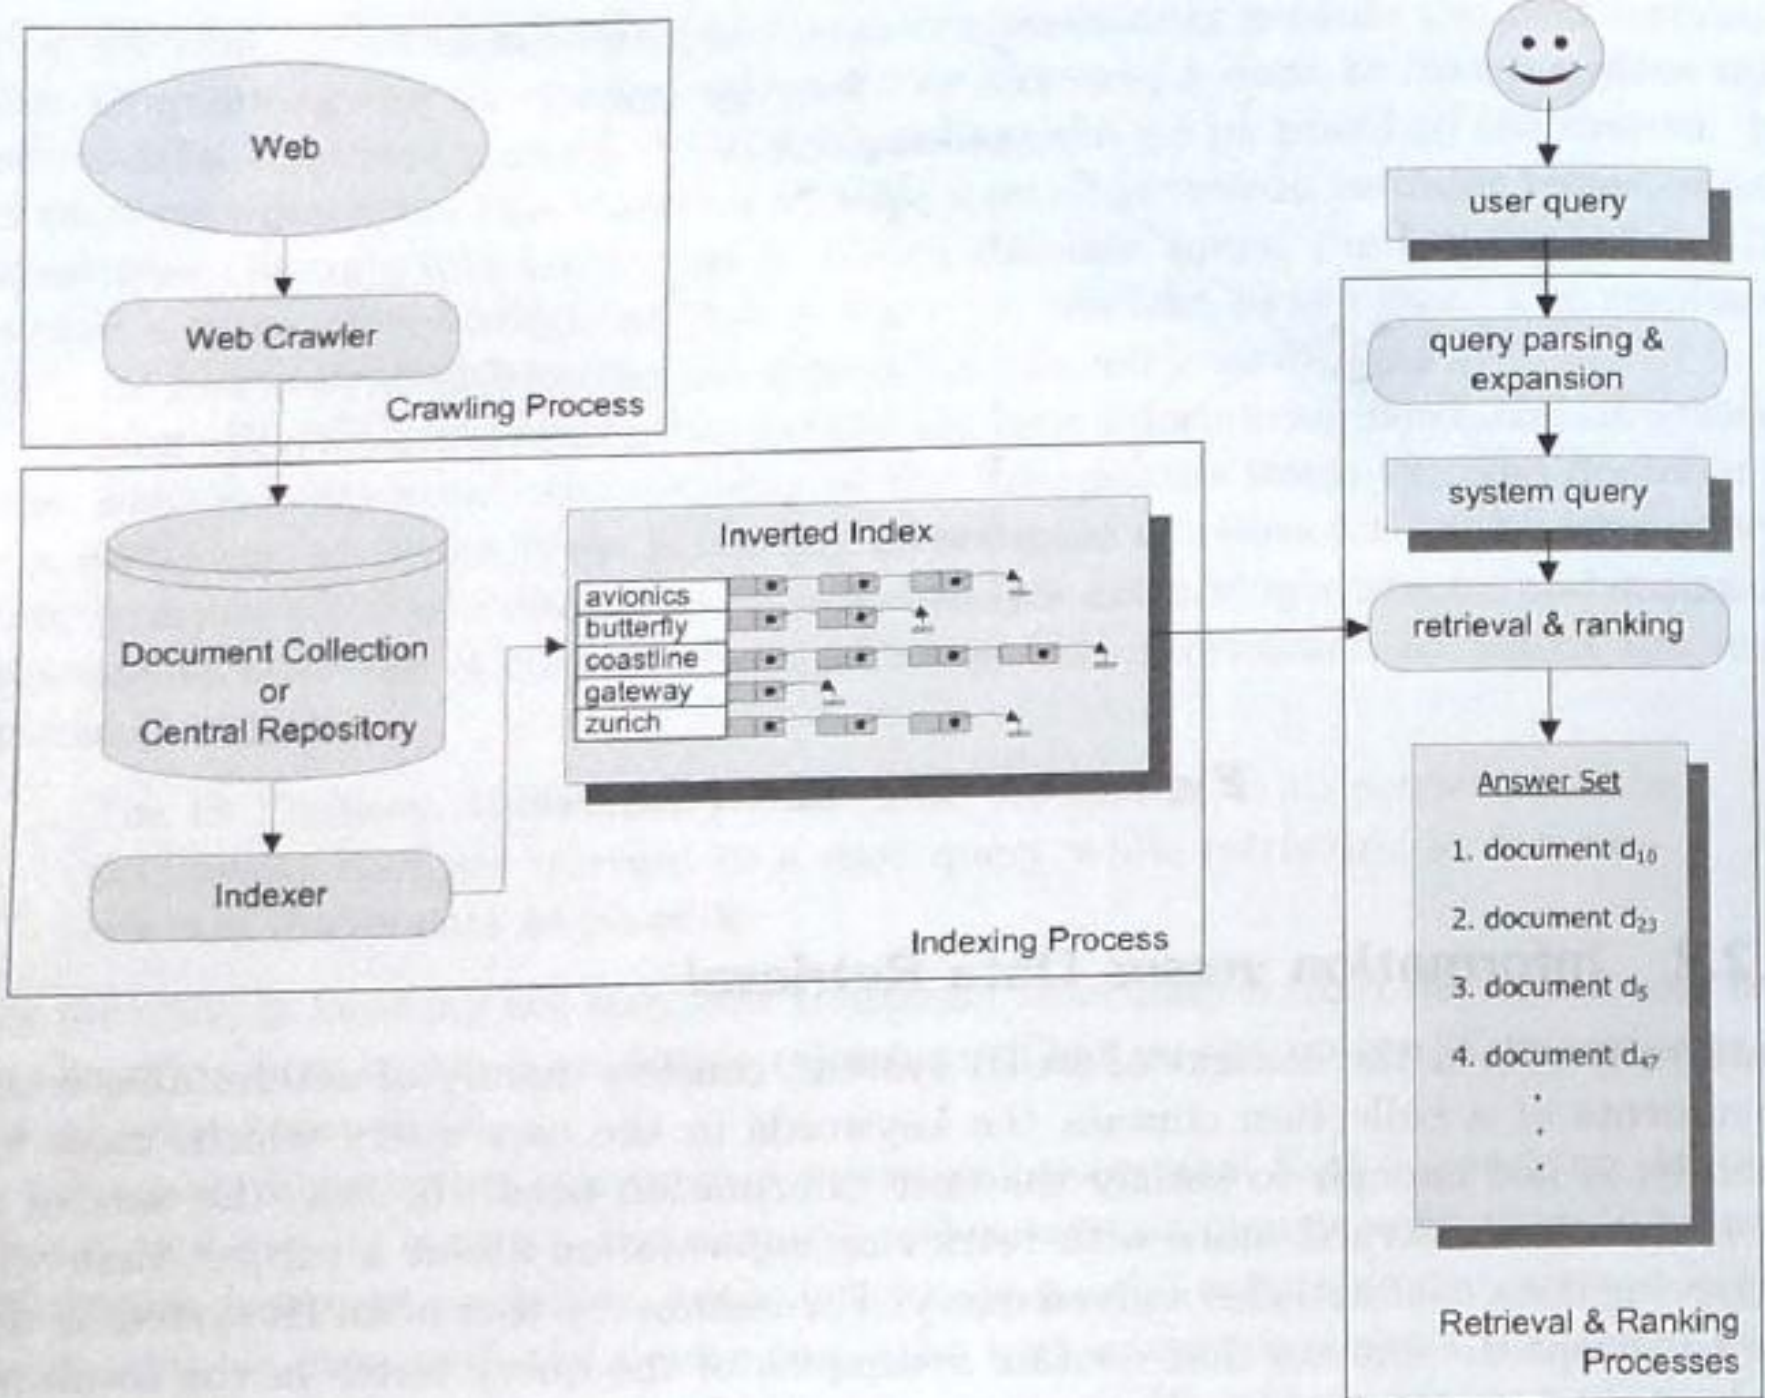 Web
Web Crawler
Crawling Process
Document Collection
or
Central Repository
Indexer
Inverted Index
avionics
butterfly
coastline
gateway
zurich
Indexing Process
user query
query parsing &
expansion
system query
retrieval & ranking
Answer Set
1. document d₁₀
2. document d₂₃
3. document d₅
4. document d₄₇
.
.
.
Retrieval & Ranking
Processes